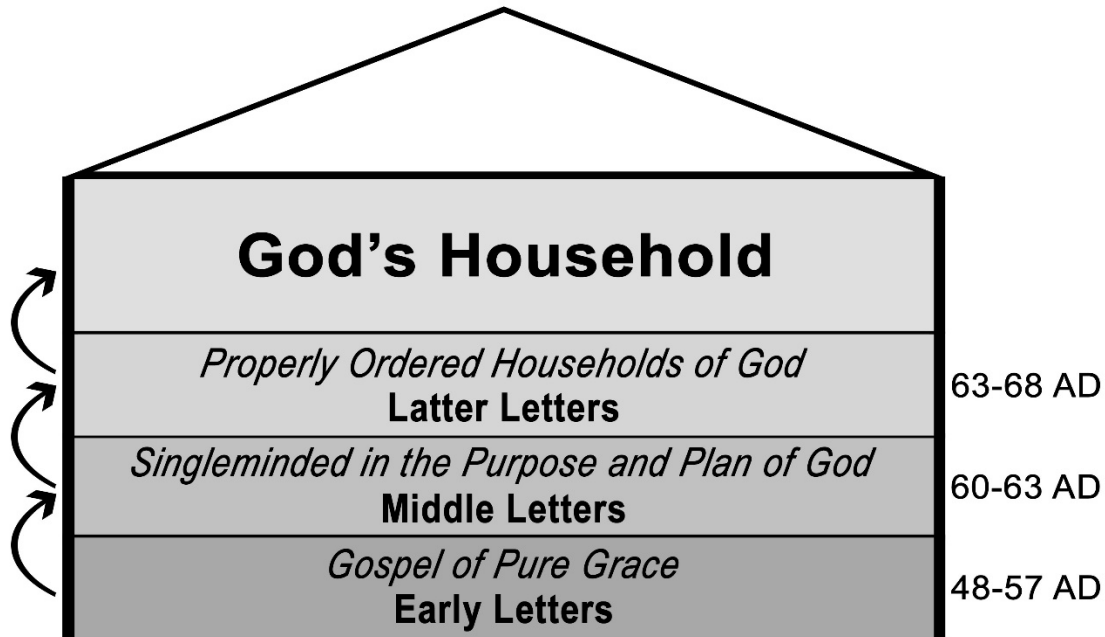 God's Household
Properly Ordered Households of God
Latter Letters
63-68 AD
Singleminded in the Purpose and Plan of God
Middle Letters
60-63 AD
Gospel of Pure Grace
Early Letters
48-57 AD